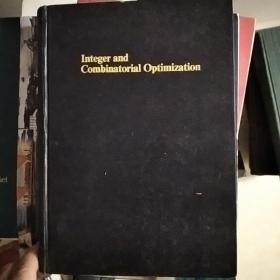 Integer and
Combinatorial Optimization